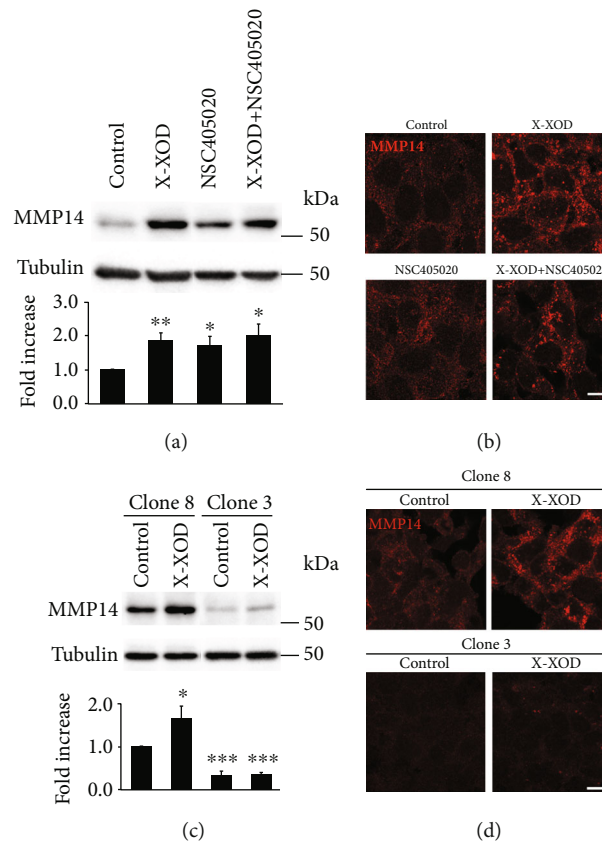 Control
X-XOD
NSC405020
X-XOD+NSC405020
kDa
MMP14
50
Tubulin
50
Fold increase
3.0
2.0
1.0
0.0
**
*
*
(a)
Control
X-XOD
MMP14
NSC405020
X-XOD+NSC40502
(b)
Clone 8
Clone 3
Control
X-XOD
Control
X-XOD
kDa
MMP14
50
Tubulin
50
Fold increase
2.0
1.0
0.0
*
***
***
(c)
Clone 8
Control
X-XOD
MMP14
Clone 3
Control
X-XOD
(d)